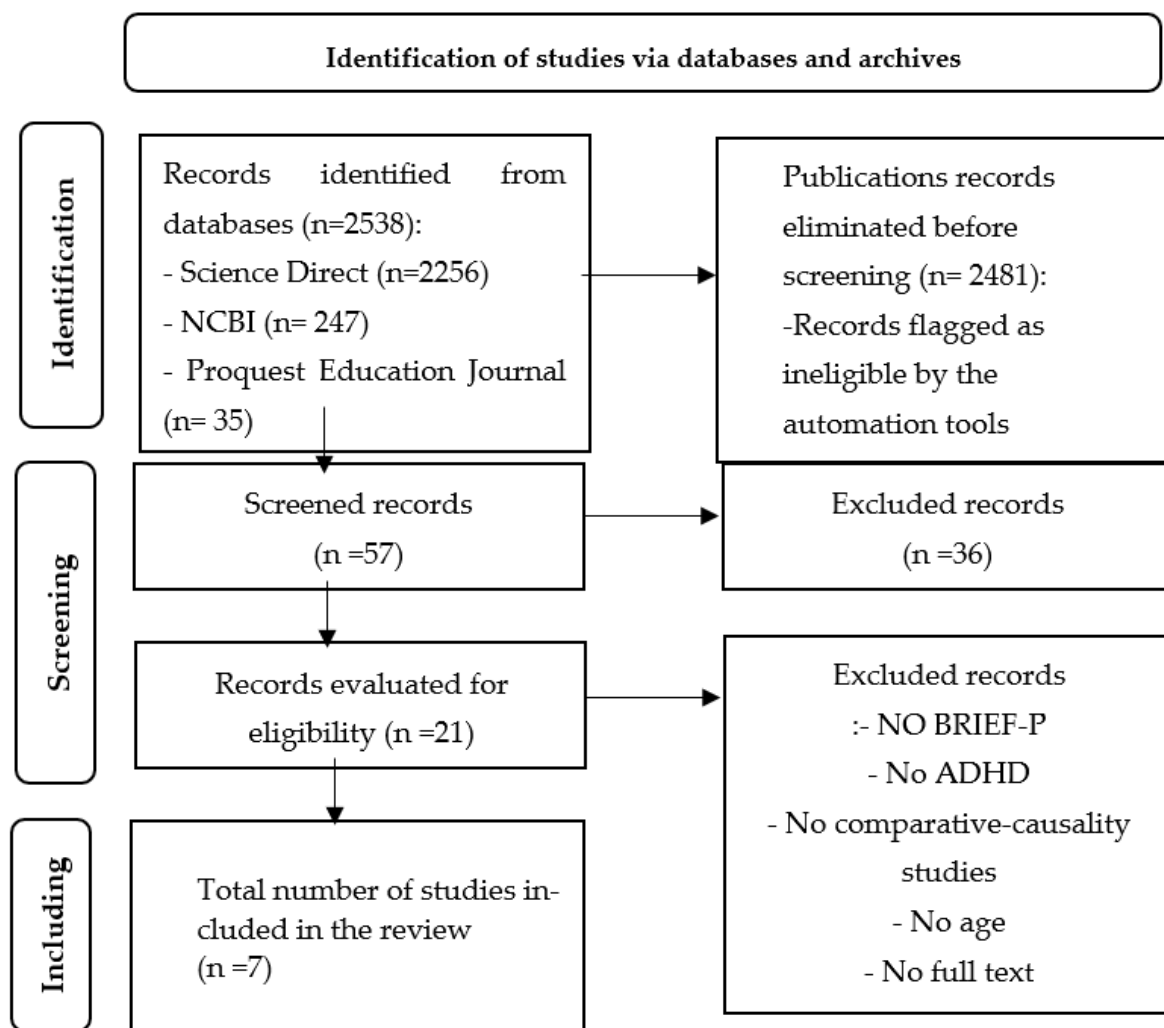 Identification of studies via databases and archives
Identification
Records identified from
databases (n=2538):
- Science Direct (n=2256)
- NCBI (n= 247)
- Proquest Education Journal
(n= 35)
Publications records
eliminated before
screening (n= 2481):
-Records flagged as
ineligible by the
automation tools
Screening
Screened records
(n =57)
Excluded records
(n =36)
Records evaluated for
eligibility (n =21)
Excluded records
:- NO BRIEF-P
- No ADHD
- No comparative-causality
studies
- No age
- No full text
Including
Total number of studies in-
cluded in the review
(n =7)